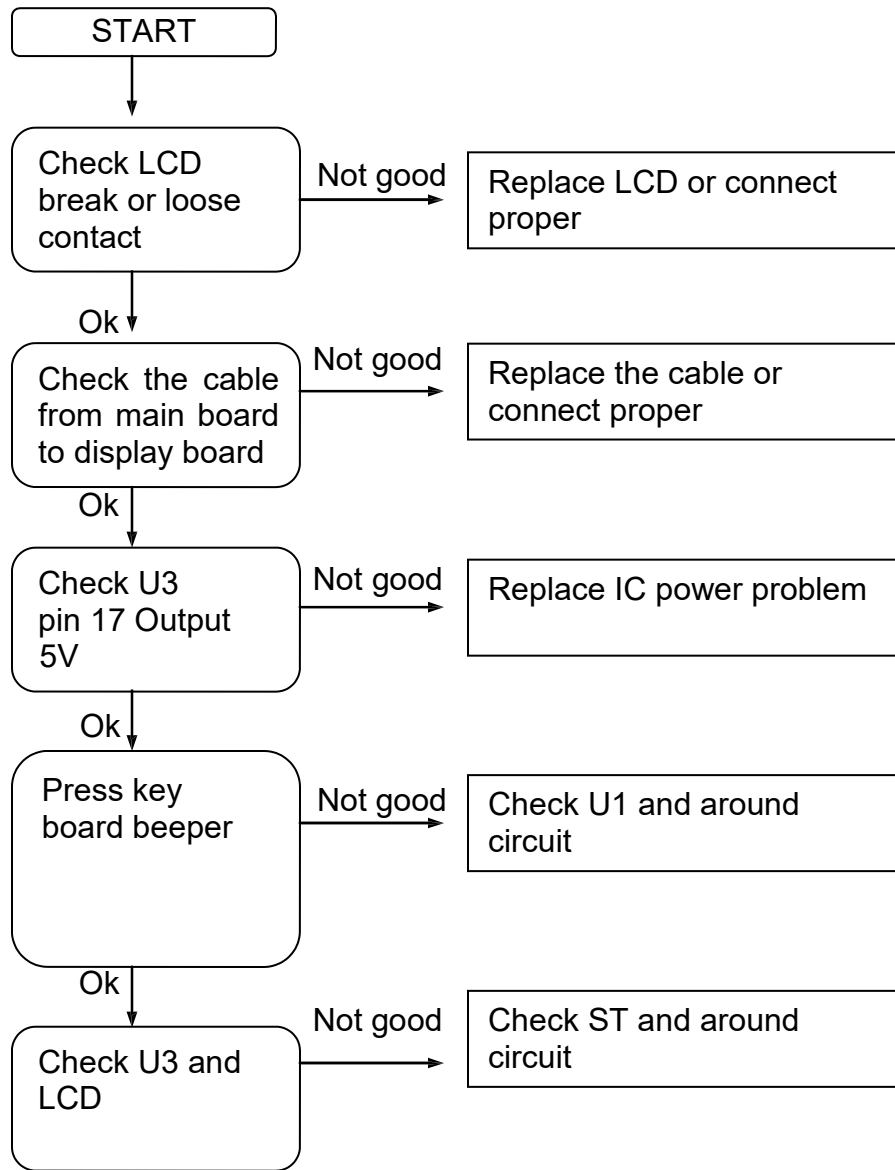 START
Check LCD
break or loose
contact
Not good
Replace LCD or connect
proper
Ok
Check the cable
from main board
to display board
Not good
Replace the cable or
connect proper
Ok
Check U3
pin 17 Output
5V
Not good
Replace IC power problem
Ok
Press key
board beeper
Not good
Check U1 and around
circuit
Ok
Check U3 and
LCD
Not good
Check ST and around
circuit